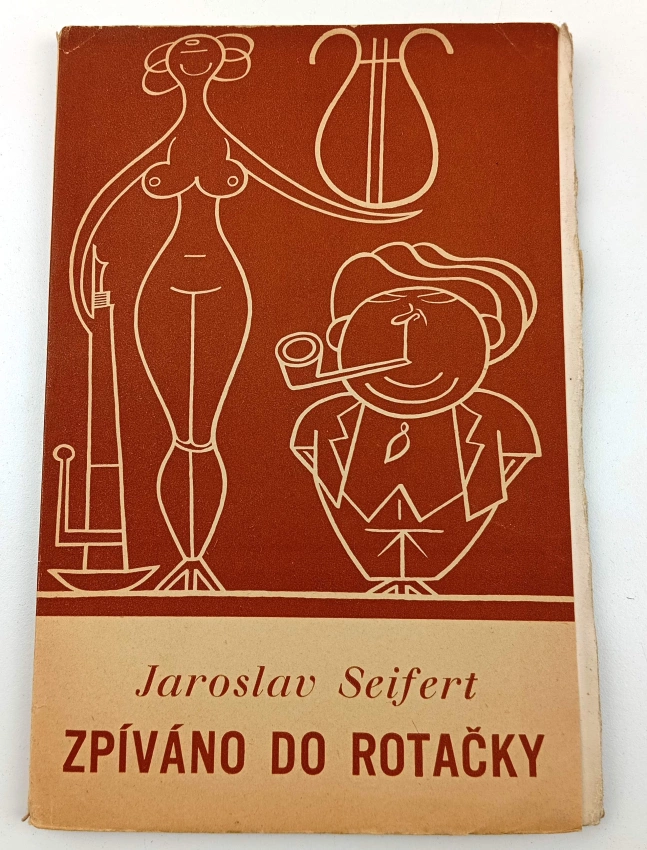 Jaroslav Seifert
ZPÍVÁNO DO ROTAČKY